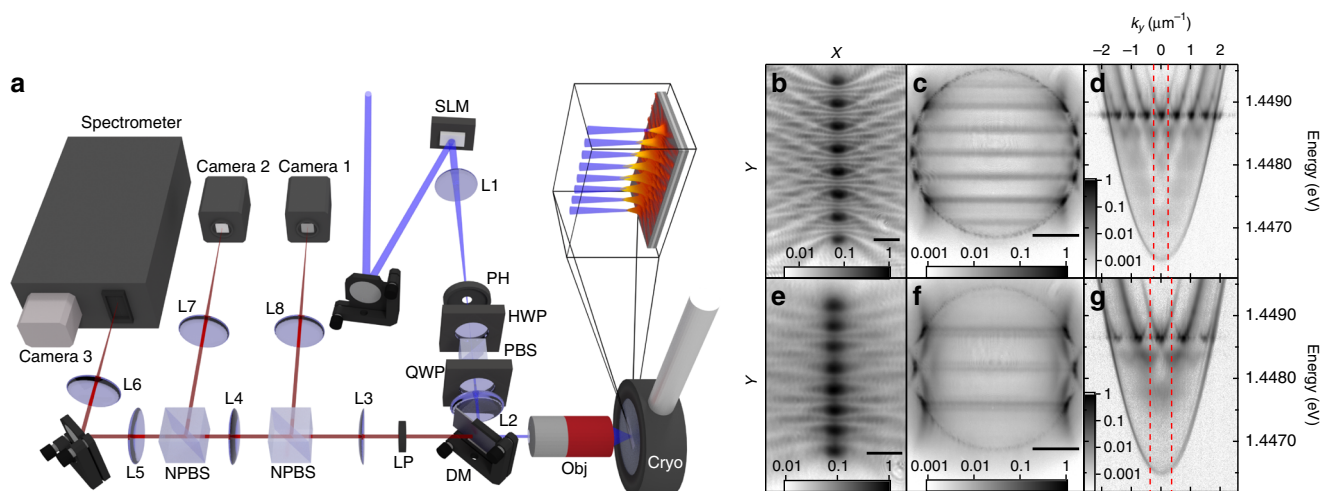 a
Spectrometer
Camera 2
Camera 1
SLM
L1
PH
HWP
PBS
QWP
L2
L7
L8
Camera 3
L6
L5
NPBS
L4
NPBS
L3
LP
DM
Obj
Cryo
X
k_y (μm⁻¹)
–2 –1 0 1 2
b
c
d
Y
0.01 0.1 1
0.001 0.01 0.1 1
1
0.1
0.01
0.001
1.4490
1.4480
1.4470
Energy (eV)
e
f
g
Y
0.01 0.1 1
0.001 0.01 0.1 1
1
0.1
0.01
0.001
1.4490
1.4480
1.4470
Energy (eV)